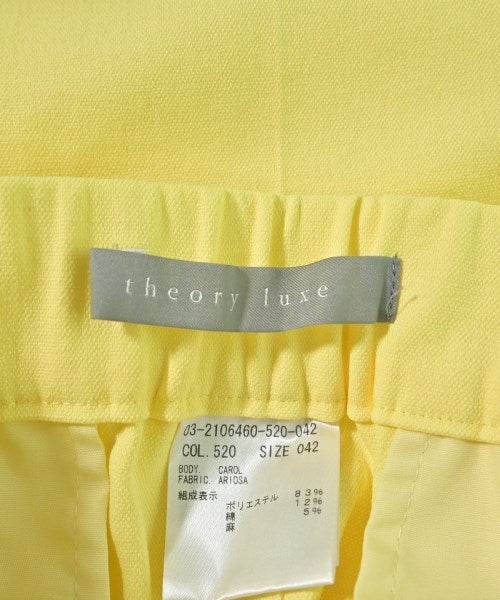 theory luxe
03-2106460-520-042
COL. 520 SIZE 042
BODY. CAROL
FABRIC. ARIOSA
組成表示
ポリエステル 83%
綿 12%
麻 5%